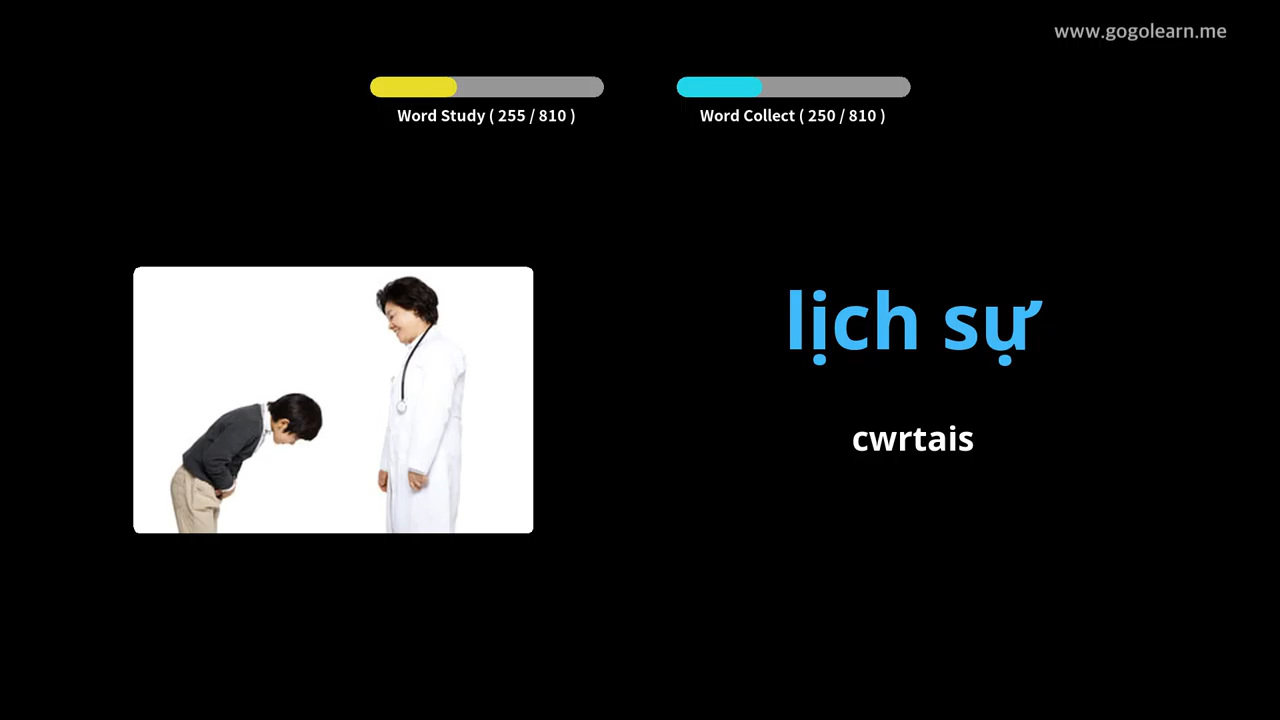 www.gogolearn.me
Word Study ( 255 / 810 )
Word Collect ( 250 / 810 )
lịch sự
cwrtais